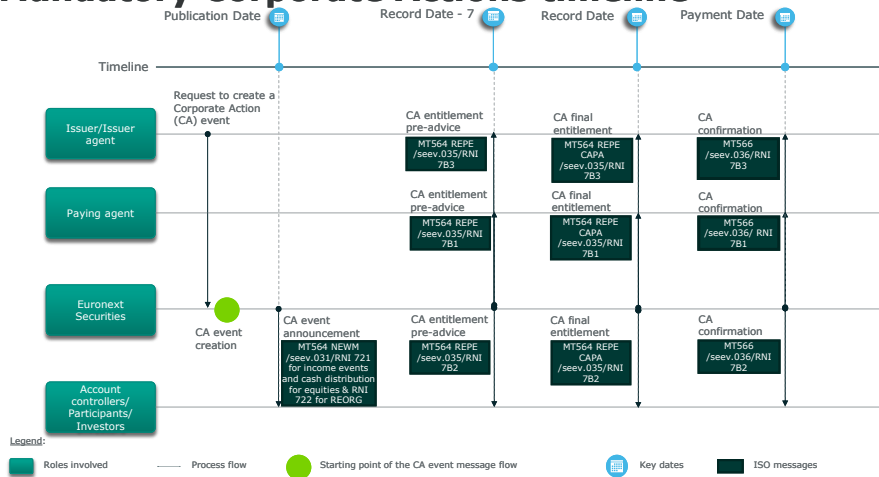 Mandatory Corporate Actions timeline
Publication Date
Record Date - 7
Record Date
Payment Date
Timeline
Request to create a
Corporate Action
(CA) event
Issuer/Issuer
agent
CA entitlement
pre-advice
MT564 REPE
/seev.035/RNI
7B3
CA final
entitlement
MT564 REPE
CAPA
/seev.035/RNI
7B3
CA
confirmation
MT566
/seev.036/RNI
7B3
Paying agent
CA entitlement
pre-advice
MT564 REPE
/seev.035/RNI
7B1
CA final
entitlement
MT564 REPE
CAPA
/seev.035/RNI
7B1
CA
confirmation
MT566
/seev.036/ RNI
7B1
Euronext
Securities
CA event
creation
CA event
announcement
MT564 NEWM
/seev.031/RNI 721
for income events
and cash distribution
for equities & RNI
722 for REORG
CA entitlement
pre-advice
MT564 REPE
/seev.035/RNI
7B2
CA final
entitlement
MT564 REPE
CAPA
/seev.035/RNI
7B2
CA
confirmation
MT566
/seev.036/RNI
7B2
Account
controllers/
Participants/
Investors
Legend:
Roles involved
Process flow
Starting point of the CA event message flow
Key dates
ISO messages